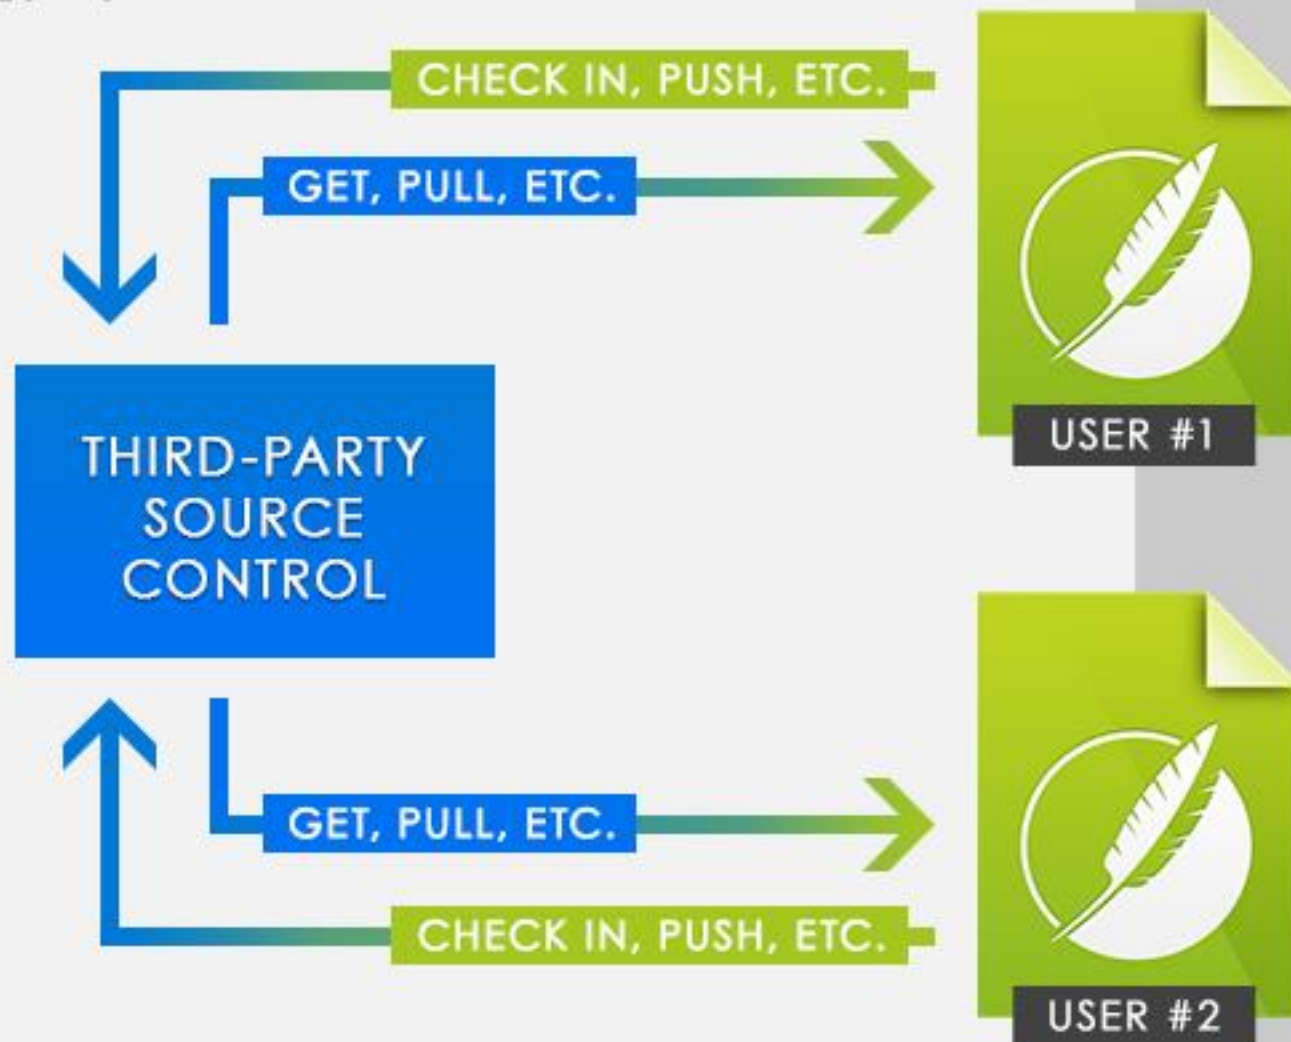 CHECK IN, PUSH, ETC.
GET, PULL, ETC.
USER #1
THIRD-PARTY
SOURCE
CONTROL
GET, PULL, ETC.
CHECK IN, PUSH, ETC.
USER #2